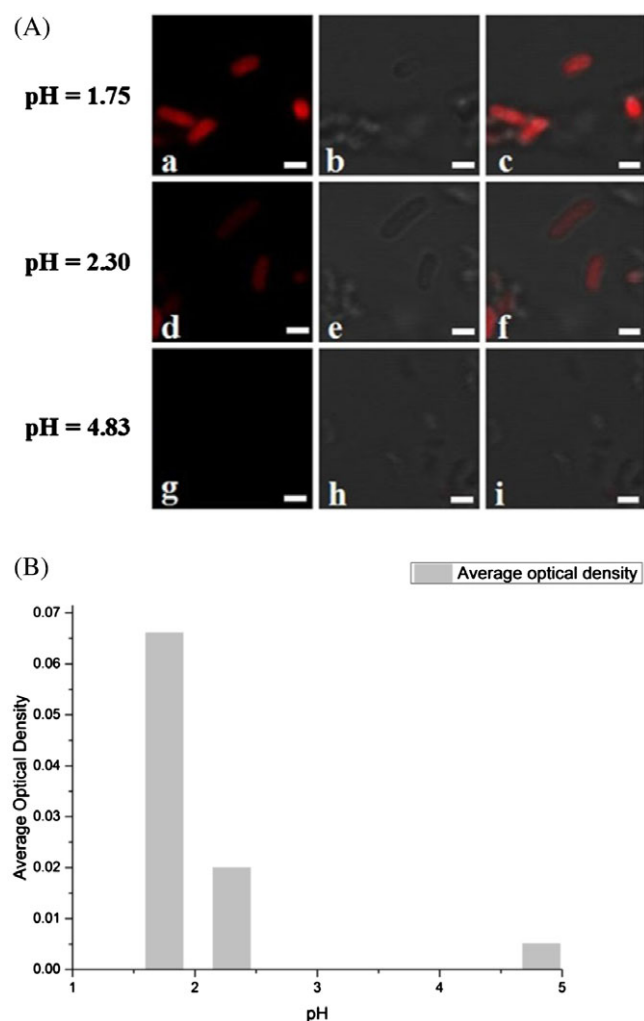 (A)
pH = 1.75
a b c
pH = 2.30
d e f
pH = 4.83
g h i
(B)
Average optical density
0.07
0.06
0.05
0.04
0.03
0.02
0.01
0.00
Average Optical Density
1 2 3 4 5
pH